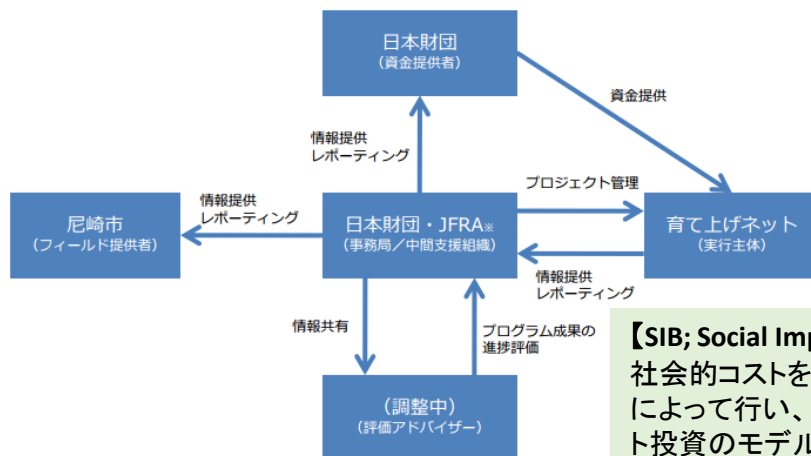 日本財団
（資金提供者）
資金提供
情報提供
レポーティング
情報提供
レポーティング
プロジェクト管理
尼崎市
（フィールド提供者）
日本財団・JFRA※
（事務局／中間支援組織）
育て上げネット
（実行主体）
情報提供
レポーティング
情報共有
プログラム成果の
進捗評価
（調整中）
（評価アドバイザー）
【SIB; Social Imp
社会的コストを
によって行い、
ト投資のモデル